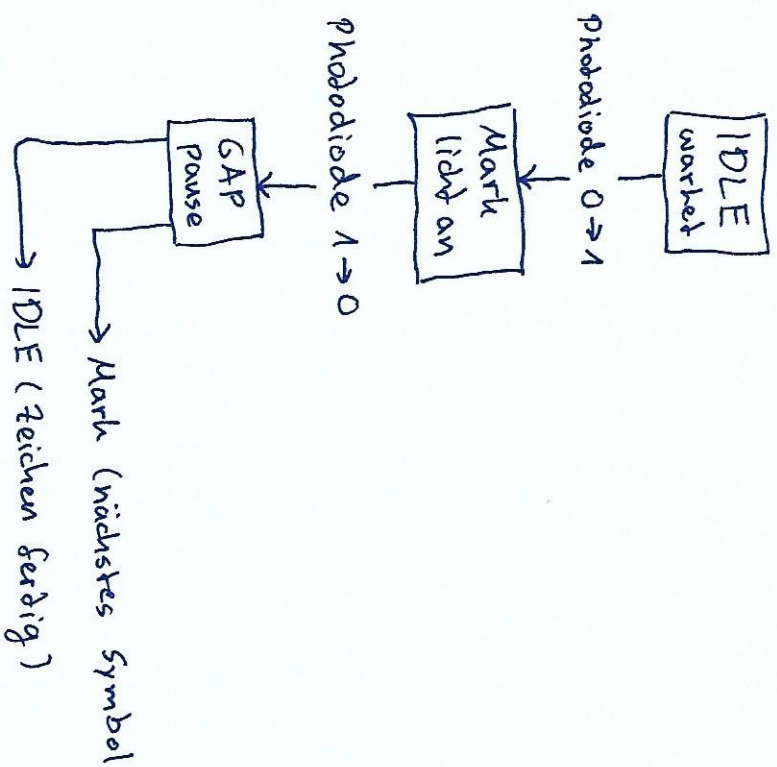 IDLE
wartet
Photodiode 0→1
Mark
licht an
Photodiode 1→0
GAP
pause
Mark (nächstes Symbol
IDLE (Zeichen fertig)